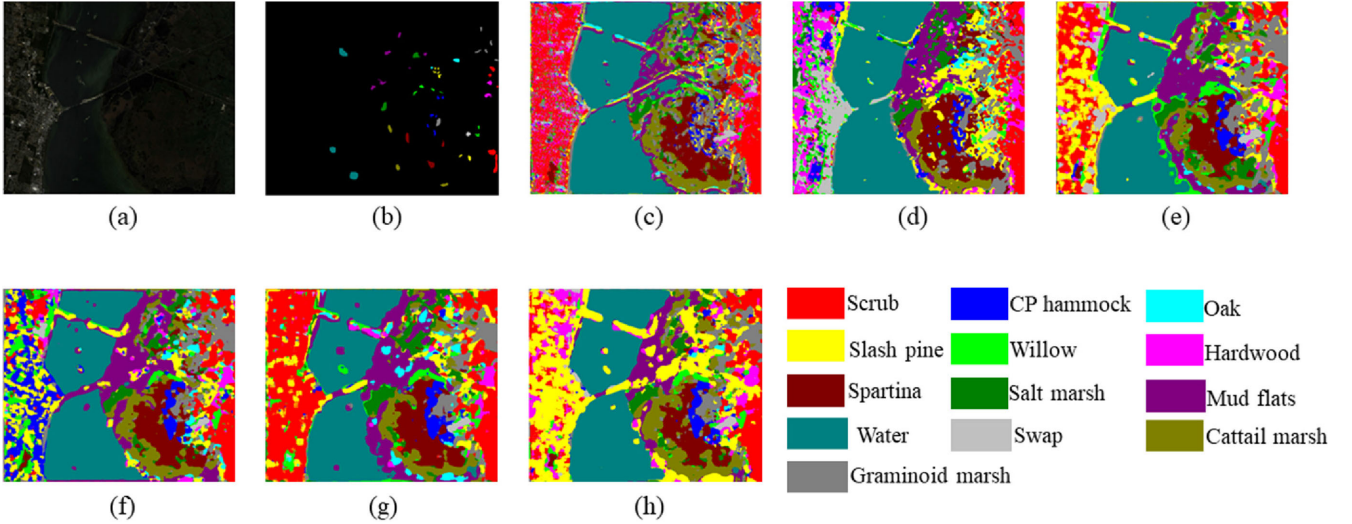 (a) (b) (c) (d) (e)
(f) (g) (h)
Scrub CP hammock Oak
Slash pine Willow Hardwood
Spartina Salt marsh Mud flats
Water Swap Cattail marsh
Graminoid marsh